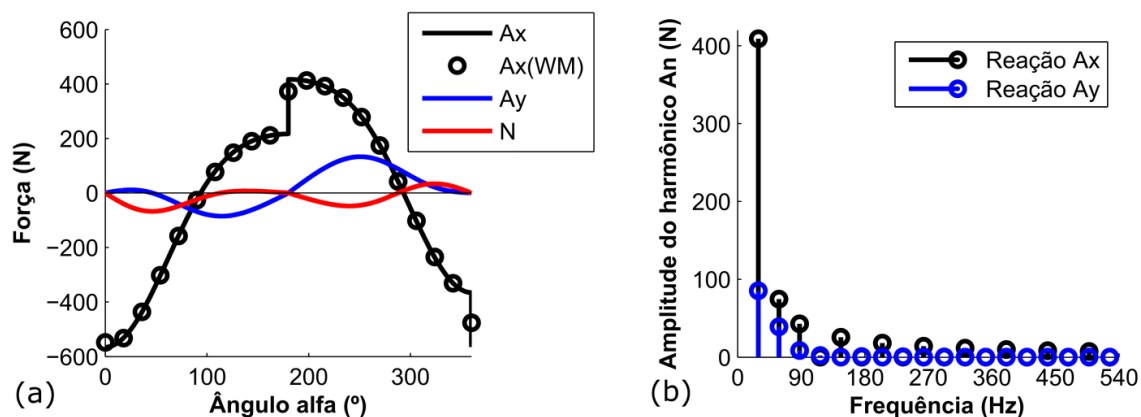 600
400
200
0
−200
−400
−600
0 100 200 300
Força (N)
Ângulo alfa (º)
Ax
Ax(WM)
Ay
N
(a)
400
300
200
100
0
0 90 180 270 360 450 540
Amplitude do harmônico An (N)
Frequência (Hz)
Reação Ax
Reação Ay
(b)